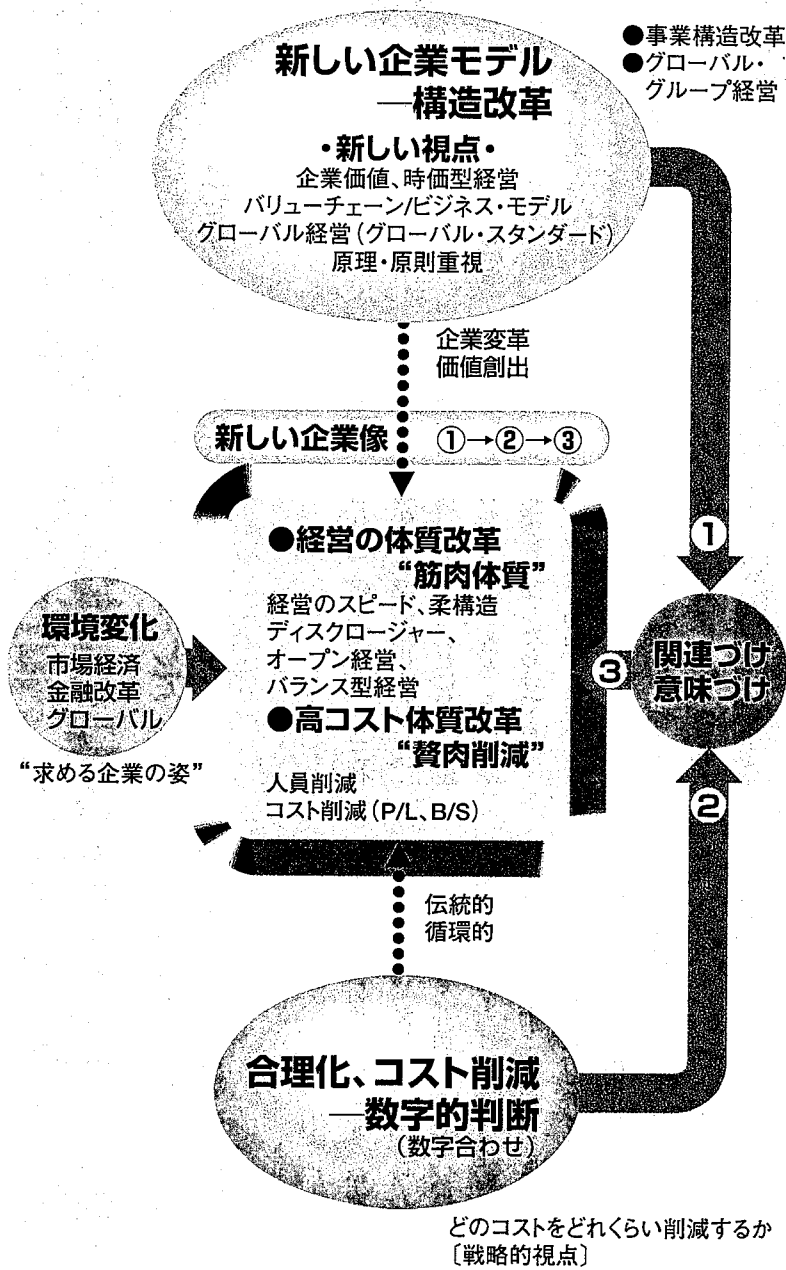 ●事業構造改革
●グローバル・
グループ経営
新しい企業モデル
―構造改革
・新しい視点・
企業価値、時価型経営
バリューチェーン/ビジネス・モデル
グローバル経営(グローバル・スタンダード)
原理・原則重視
企業変革
価値創出
新しい企業像 ①→②→③
●経営の体質改革
“筋肉体質”
経営のスピード、柔構造
ディスクロージャー、
オープン経営、
バランス型経営
●高コスト体質改革
“贅肉削減”
人員削減
コスト削減(P/L、B/S)
環境変化
市場経済
金融改革
グローバル
“求める企業の姿”
①
③
関連づけ
意味づけ
②
伝統的
循環的
合理化、コスト削減
―数字的判断
(数字合わせ)
どのコストをどれくらい削減するか
〔戦略的視点〕